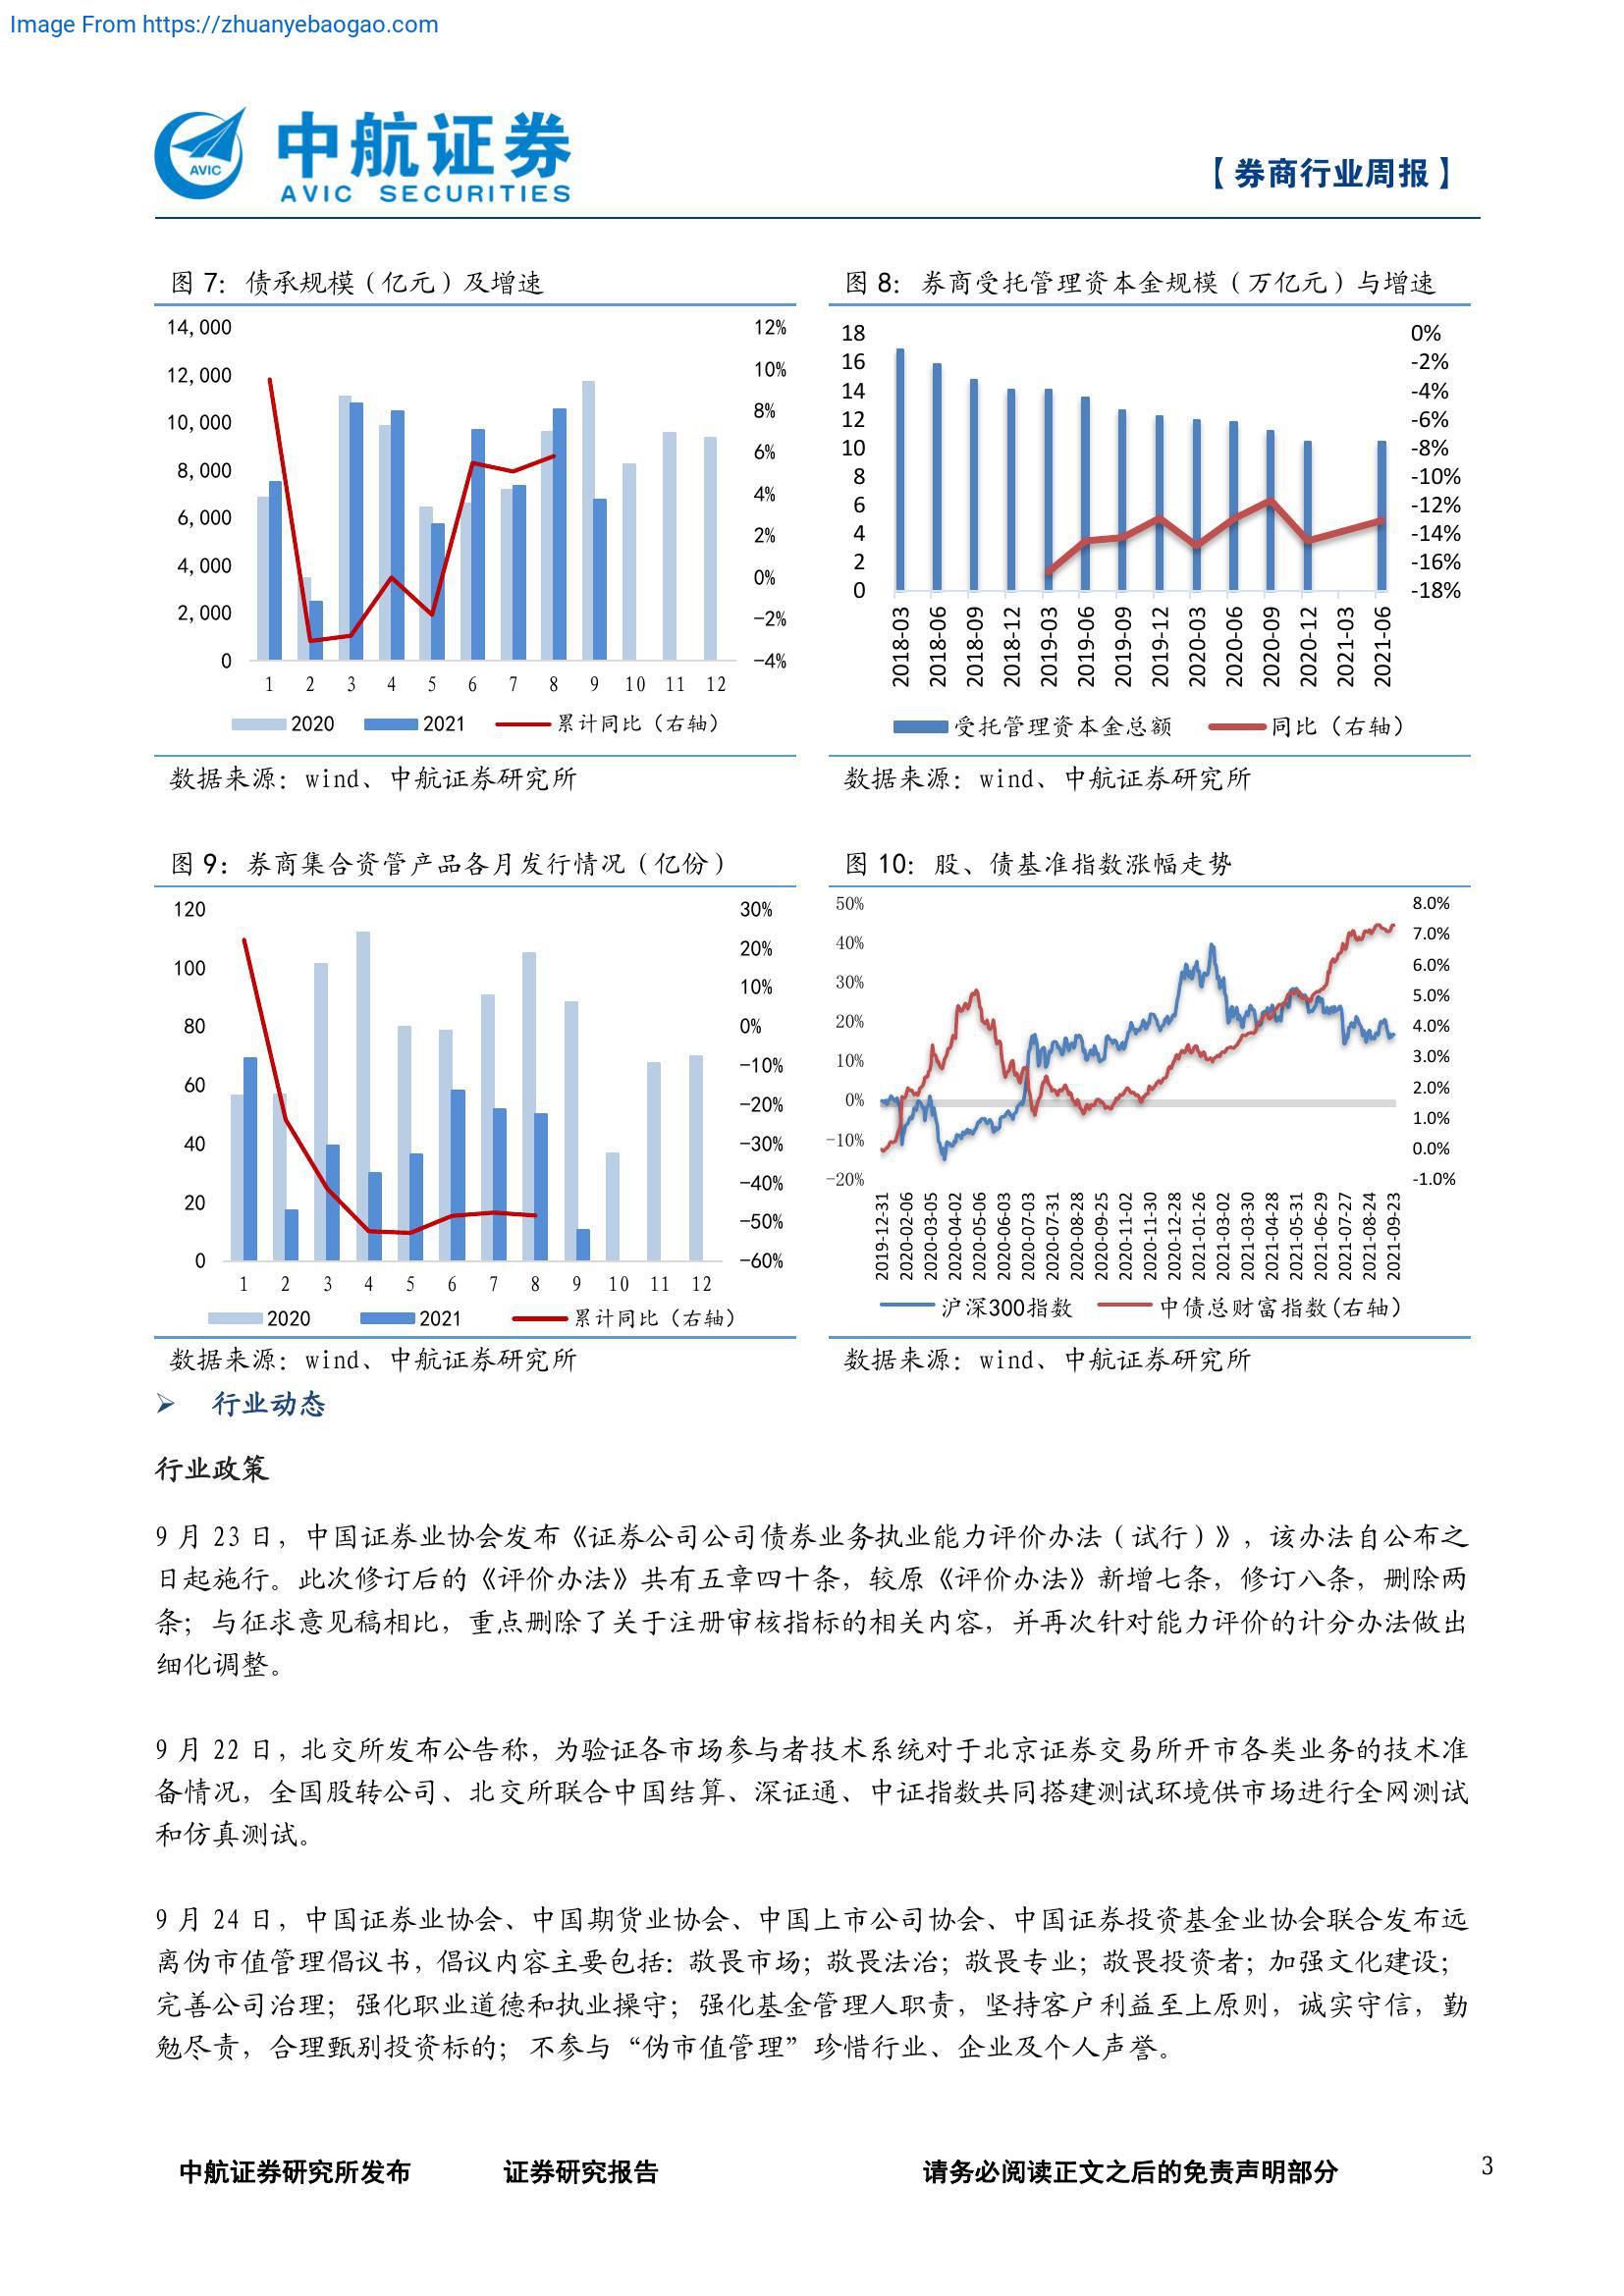 Image From https://zhuanyebaogao.com
AVIC
中航证券
AVIC SECURITIES
【券商行业周报】
图 7：债承规模（亿元）及增速
14,000
12,000
10,000
8,000
6,000
4,000
2,000
0
12%
10%
8%
6%
4%
2%
0%
-2%
-4%
1 2 3 4 5 6 7 8 9 10 11 12
2020 2021 累计同比（右轴）
数据来源：wind、中航证券研究所
图 8：券商受托管理资本金规模（万亿元）与增速
18
16
14
12
10
8
6
4
2
0
0%
-2%
-4%
-6%
-8%
-10%
-12%
-14%
-16%
-18%
2018-03 2018-06 2018-09 2018-12 2019-03 2019-06 2019-09 2019-12 2020-03 2020-06 2020-09 2020-12 2021-03 2021-06
受托管理资本金总额 同比（右轴）
数据来源：wind、中航证券研究所
图 9：券商集合资管产品各月发行情况（亿份）
120
100
80
60
40
20
0
30%
20%
10%
0%
-10%
-20%
-30%
-40%
-50%
-60%
1 2 3 4 5 6 7 8 9 10 11 12
2020 2021 累计同比（右轴）
数据来源：wind、中航证券研究所
图 10：股、债基准指数涨幅走势
50%
40%
30%
20%
10%
0%
-10%
-20%
8.0%
7.0%
6.0%
5.0%
4.0%
3.0%
2.0%
1.0%
0.0%
-1.0%
2019-12-31 2020-02-06 2020-03-05 2020-04-02 2020-05-06 2020-06-03 2020-07-03 2020-07-31 2020-08-28 2020-09-25 2020-11-02 2020-11-30 2020-12-28 2021-01-26 2021-03-02 2021-03-30 2021-04-28 2021-05-31 2021-06-29 2021-07-27 2021-08-24 2021-09-23
沪深300指数 中债总财富指数(右轴）
数据来源：wind、中航证券研究所
➢ 行业动态
行业政策
9 月 23 日，中国证券业协会发布《证券公司公司债券业务执业能力评价办法（试行）》，该办法自公布之
日起施行。此次修订后的《评价办法》共有五章四十条，较原《评价办法》新增七条，修订八条，删除两
条；与征求意见稿相比，重点删除了关于注册审核指标的相关内容，并再次针对能力评价的计分办法做出
细化调整。
9 月 22 日，北交所发布公告称，为验证各市场参与者技术系统对于北京证券交易所开市各类业务的技术准
备情况，全国股转公司、北交所联合中国结算、深证通、中证指数共同搭建测试环境供市场进行全网测试
和仿真测试。
9 月 24 日，中国证券业协会、中国期货业协会、中国上市公司协会、中国证券投资基金业协会联合发布远
离伪市值管理倡议书，倡议内容主要包括：敬畏市场；敬畏法治；敬畏专业；敬畏投资者；加强文化建设；
完善公司治理；强化职业道德和执业操守；强化基金管理人职责，坚持客户利益至上原则，诚实守信，勤
勉尽责，合理甄别投资标的；不参与“伪市值管理”珍惜行业、企业及个人声誉。
中航证券研究所发布 证券研究报告 请务必阅读正文之后的免责声明部分 3